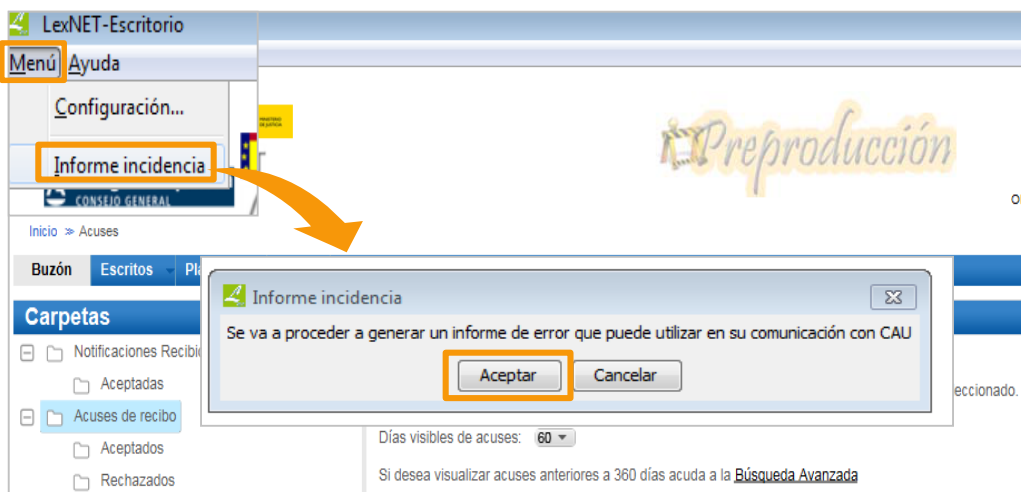 LexNET-Escritorio
Menú Ayuda
Configuración...
Informe incidencia
CONSEJO GENERAL
Preproducción
Inicio > Acuses
Buzón Escritos
Carpetas
Notificaciones
Aceptadas
Acuses de recibo
Aceptados
Rechazados
Informe incidencia
Se va a proceder a generar un informe de error que puede utilizar en su comunicación con CAU
Aceptar Cancelar
eccionado.
Días visibles de acuses: 60
Si desea visualizar acuses anteriores a 360 días acuda a la Búsqueda Avanzada